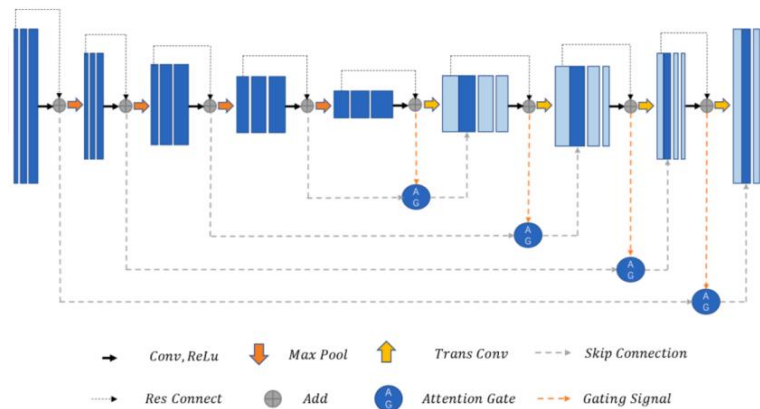 A
G
A
G
A
G
A
G
Conv, ReLu
Max Pool
Trans Conv
Skip Connection
Res Connect
Add
A
G
Attention Gate
Gating Signal